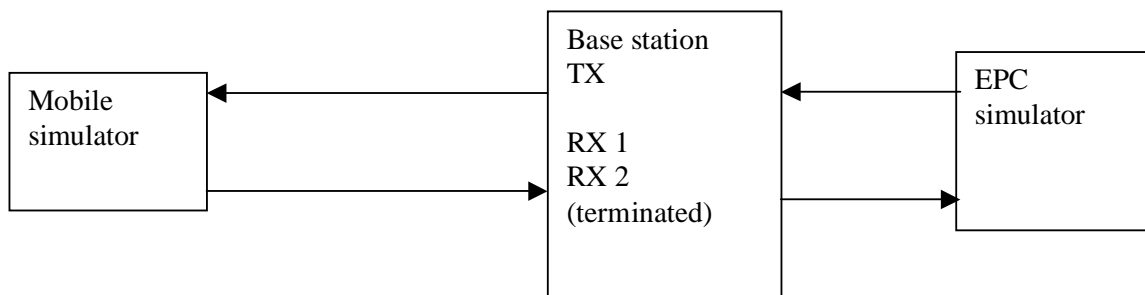 Mobile
simulator
Base station
TX
RX 1
RX 2
(terminated)
EPC
simulator